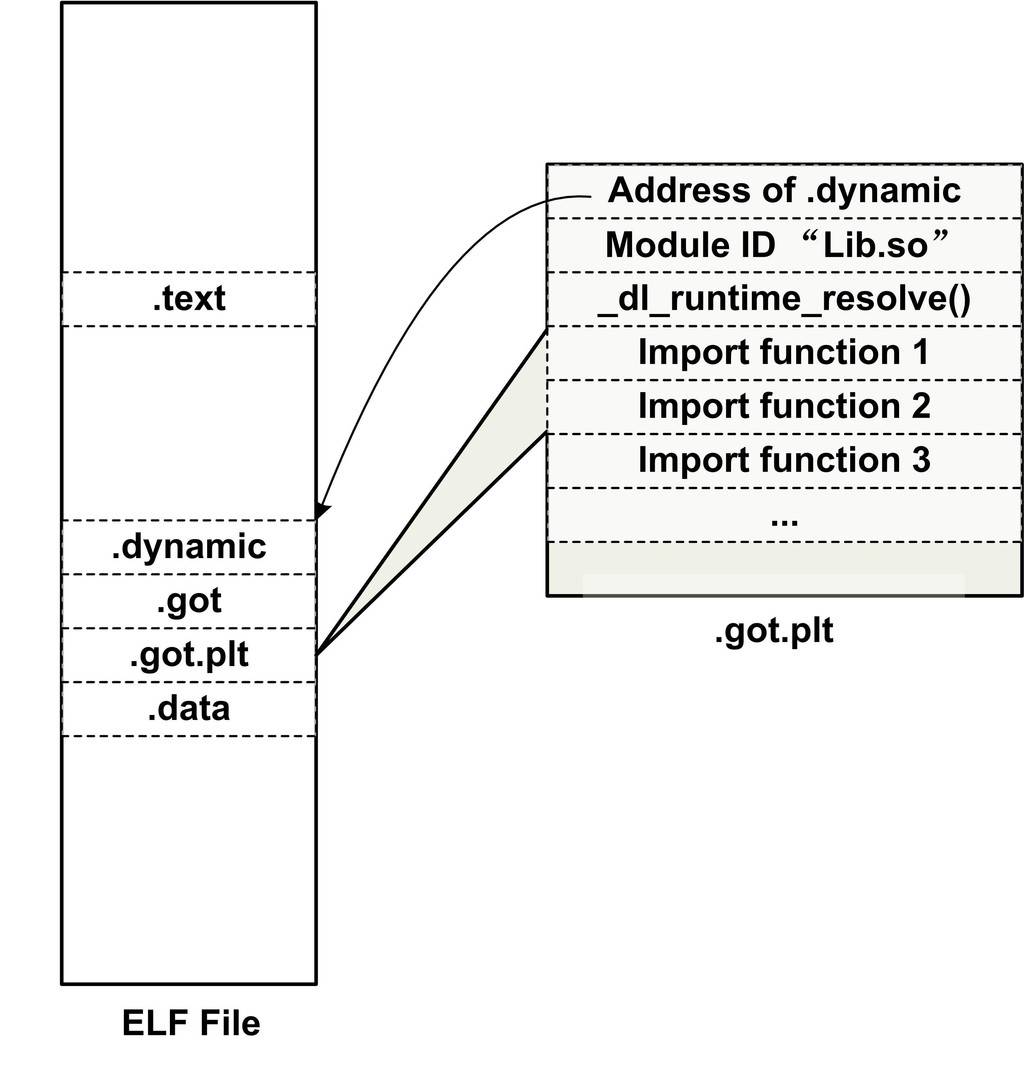 .text
.dynamic
.got
.got.plt
.data
ELF File
Address of .dynamic
Module ID “Lib.so”
_dl_runtime_resolve()
Import function 1
Import function 2
Import function 3
...
.got.plt